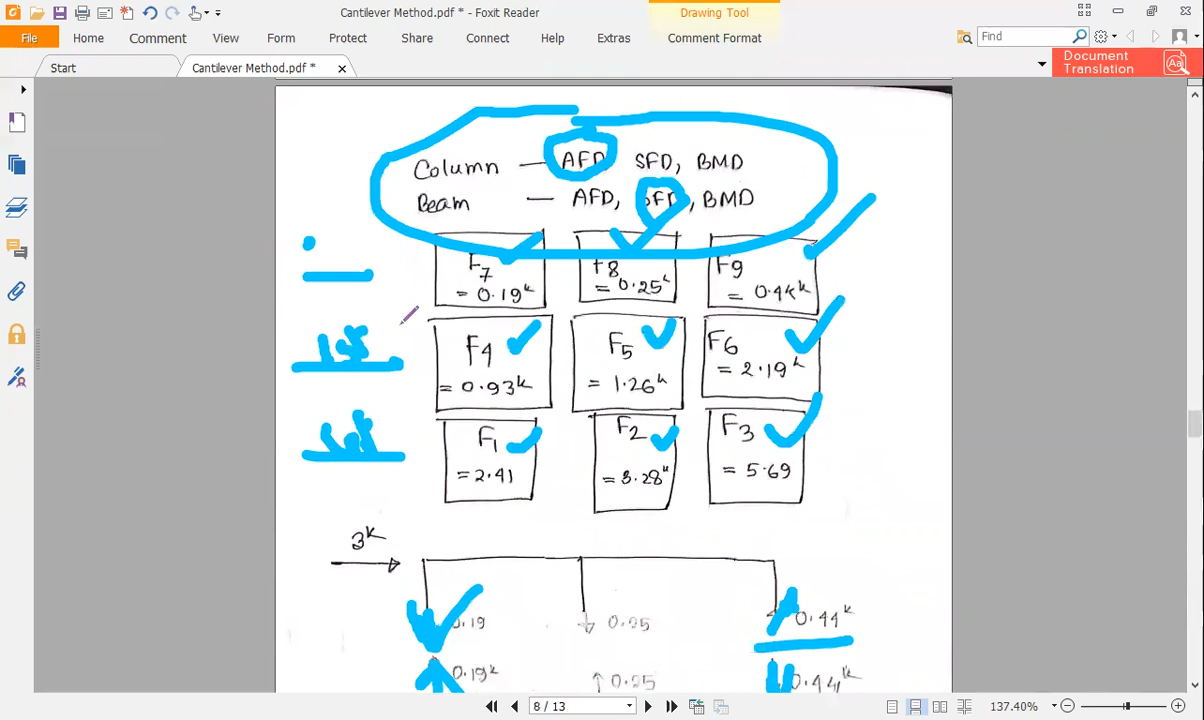 Cantilever Method.pdf * - Foxit Reader
Drawing Tool
File Home Comment View Form Protect Share Connect Help Extras Comment Format
Find
Start
Cantilever Method.pdf *
Document Translation
Column — AFD SFD, BMD
Beam — AFD, SFD, BMD
F7 = 0.19k
F8 = 0.25k
F9 = 0.44k
F4 = 0.93k
F5 = 1.26k
F6 = 2.19k
F1 = 2.41
F2 = 3.28k
F3 = 5.69
3k
0.19
0.25
0.44k
0.19k
0.25
0.44k
8 / 13
137.40%